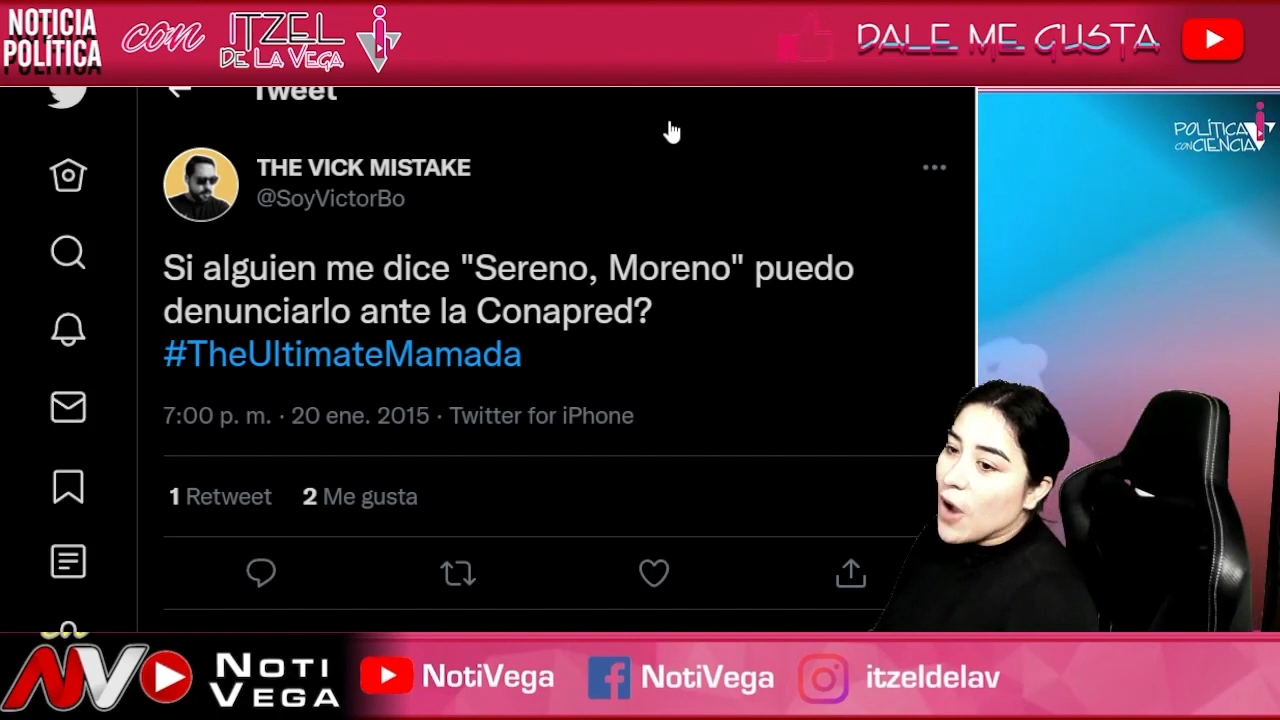 NOTICIA
POLÍTICA
con
ITZEL
DE LA VEGA
DALE ME GUSTA
Tweet
POLÍTICA
CONCIENCIA
THE VICK MISTAKE
@SoyVictorBo
Si alguien me dice "Sereno, Moreno" puedo
denunciarlo ante la Conapred?
#TheUltimateMamada
7:00 p. m. · 20 ene. 2015 · Twitter for iPhone
1 Retweet 2 Me gusta
NV
NOTI
VEGA
NotiVega
NotiVega
itzeldelav